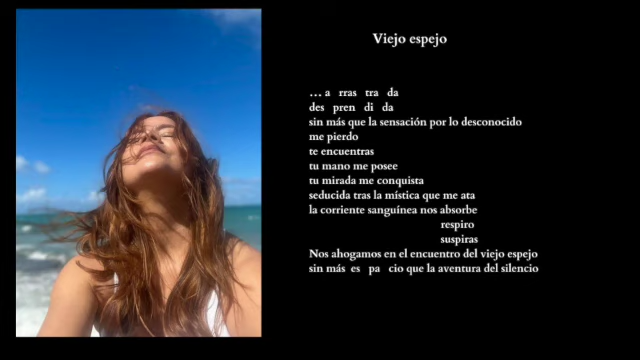 Viejo espejo
... a rras tra da
des pren di da
sin más que la sensación por lo desconocido
me pierdo
te encuentras
tu mano me posee
tu mirada me conquista
seducida tras la mística que me ata
la corriente sanguínea nos absorbe
respiro
suspiras
Nos ahogamos en el encuentro del viejo espejo
sin más es pa cio que la aventura del silencio